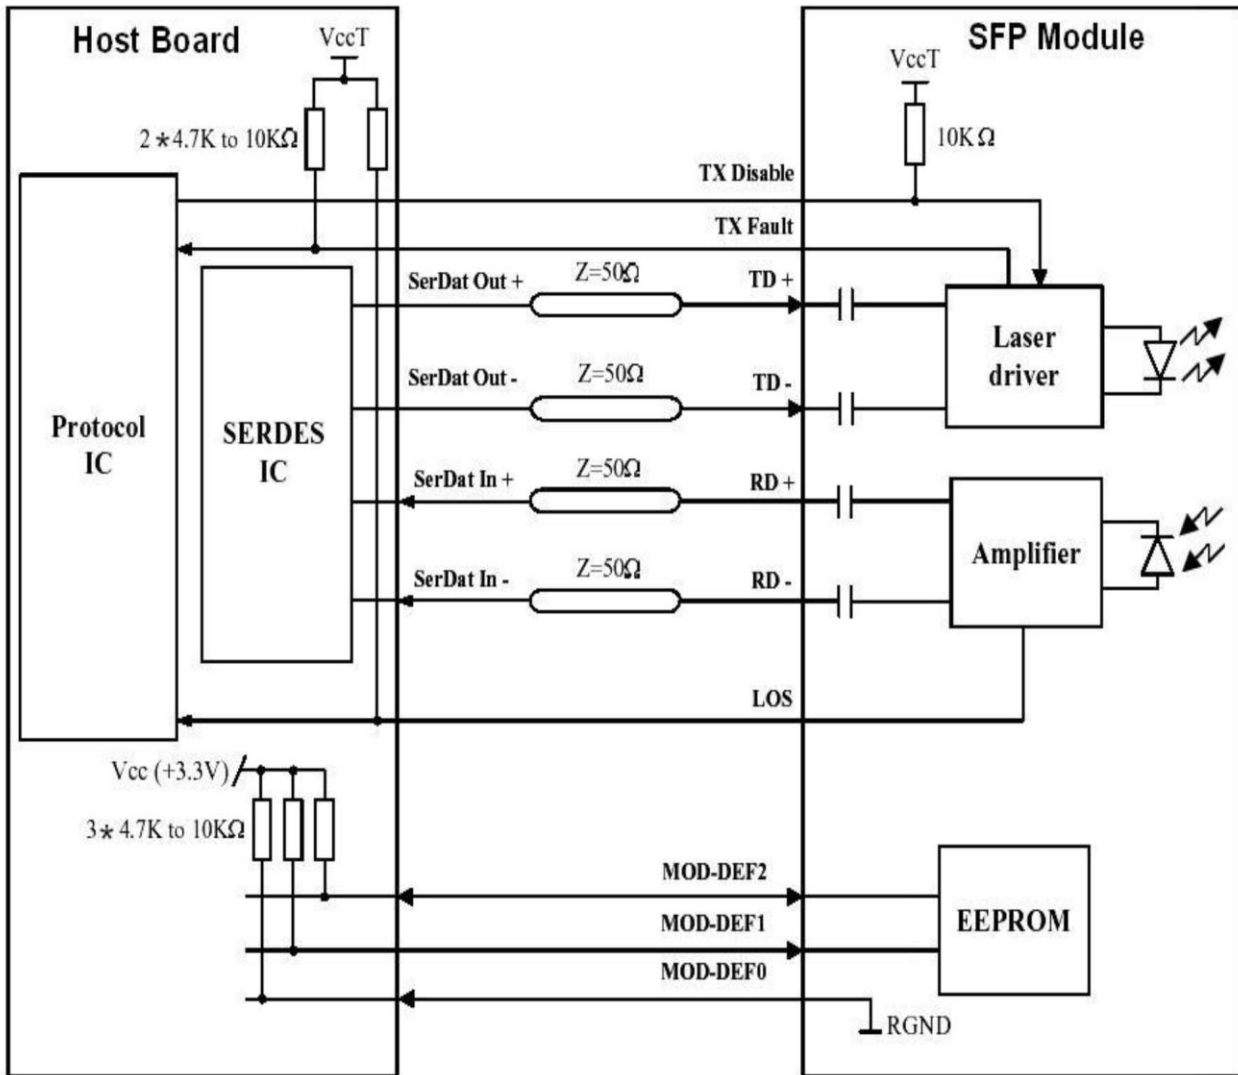 Host Board
SFP Module
VccT
VccT
2*4.7K to 10KΩ
10KΩ
TX Disable
TX Fault
SerDat Out +
Z=50Ω
TD +
Laser
driver
SerDat Out -
Z=50Ω
TD -
Protocol
IC
SERDES
IC
SerDat In +
Z=50Ω
RD +
Amplifier
SerDat In -
Z=50Ω
RD -
LOS
Vcc (+3.3V)
3*4.7K to 10KΩ
MOD-DEF2
MOD-DEF1
MOD-DEF0
EEPROM
RGND